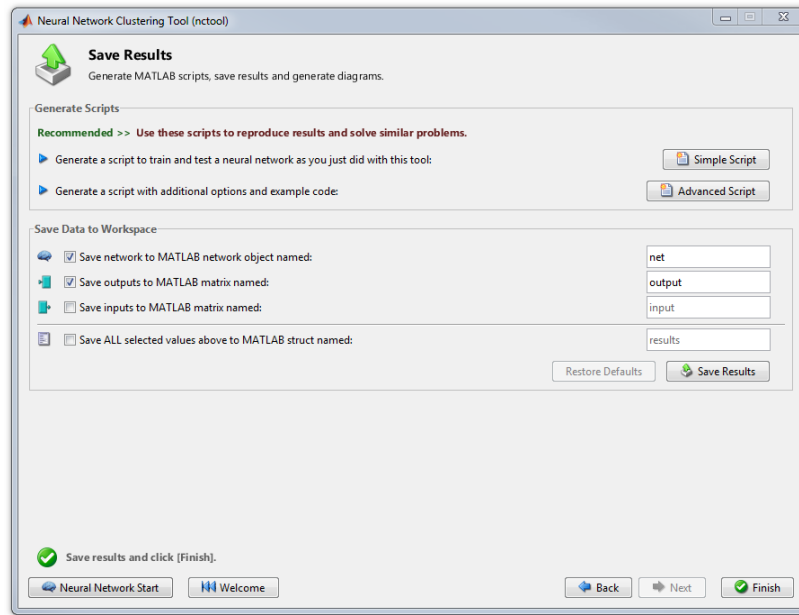 Neural Network Clustering Tool (nctool)
Save Results
Generate MATLAB scripts, save results and generate diagrams.
Generate Scripts
Recommended >> Use these scripts to reproduce results and solve similar problems.
Generate a script to train and test a neural network as you just did with this tool: Simple Script
Generate a script with additional options and example code: Advanced Script
Save Data to Workspace
Save network to MATLAB network object named: net
Save outputs to MATLAB matrix named: output
Save inputs to MATLAB matrix named: input
Save ALL selected values above to MATLAB struct named: results
Restore Defaults Save Results
Save results and click [Finish].
Neural Network Start Welcome Back Next Finish